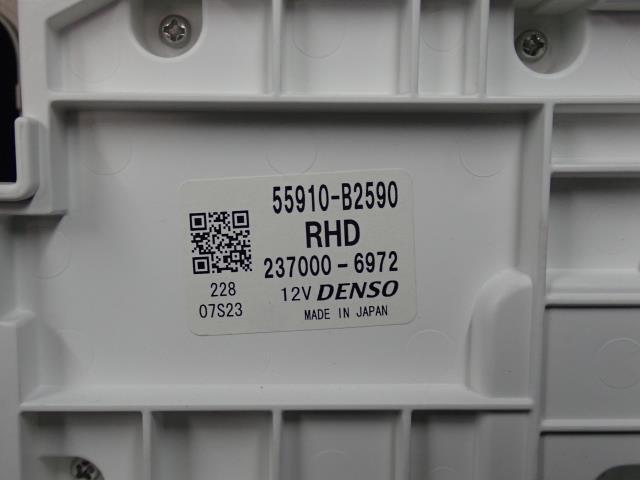 55910-B2590
RHD
237000-6972
228
12V DENSO
07S23
MADE IN JAPAN